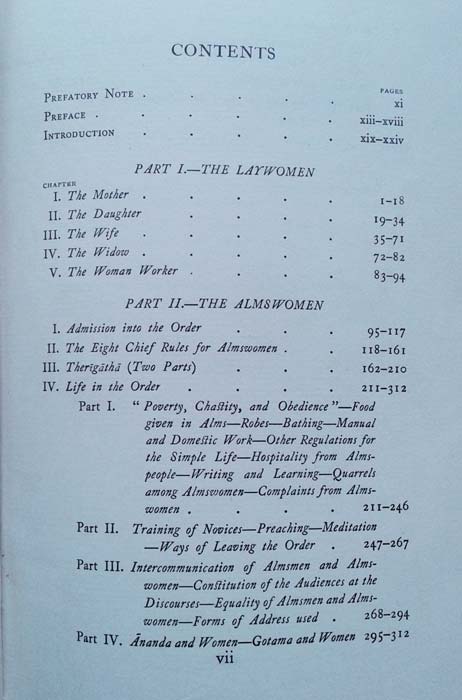 CONTENTS
PAGES
PREFATORY NOTE . . . . . xi
PREFACE . . . . . . xiii–xviii
INTRODUCTION . . . . . xix–xxiv
PART I.—THE LAYWOMEN
CHAPTER
I. The Mother . . . . . 1–18
II. The Daughter . . . . 19–34
III. The Wife . . . . . 35–71
IV. The Widow . . . . . 72–82
V. The Woman Worker . . . . 83–94
PART II.—THE ALMSWOMEN
I. Admission into the Order . . . 95–117
II. The Eight Chief Rules for Almswomen . . 118–161
III. Therīgāthā (Two Parts) . . . 162–210
IV. Life in the Order . . . . 211–312
Part I. “Poverty, Chastity, and Obedience”—Food
given in Alms—Robes—Bathing—Manual
and Domestic Work—Other Regulations for
the Simple Life—Hospitality from Alms-
people—Writing and Learning—Quarrels
among Almswomen—Complaints from Alms-
women . . . . . 211–246
Part II. Training of Novices—Preaching—Meditation
—Ways of Leaving the Order . 247–267
Part III. Intercommunication of Almsmen and Alms-
women—Constitution of the Audiences at the
Discourses—Equality of Almsmen and Alms-
women—Forms of Address used . 268–294
Part IV. Ānanda and Women—Gotama and Women 295–312
vii